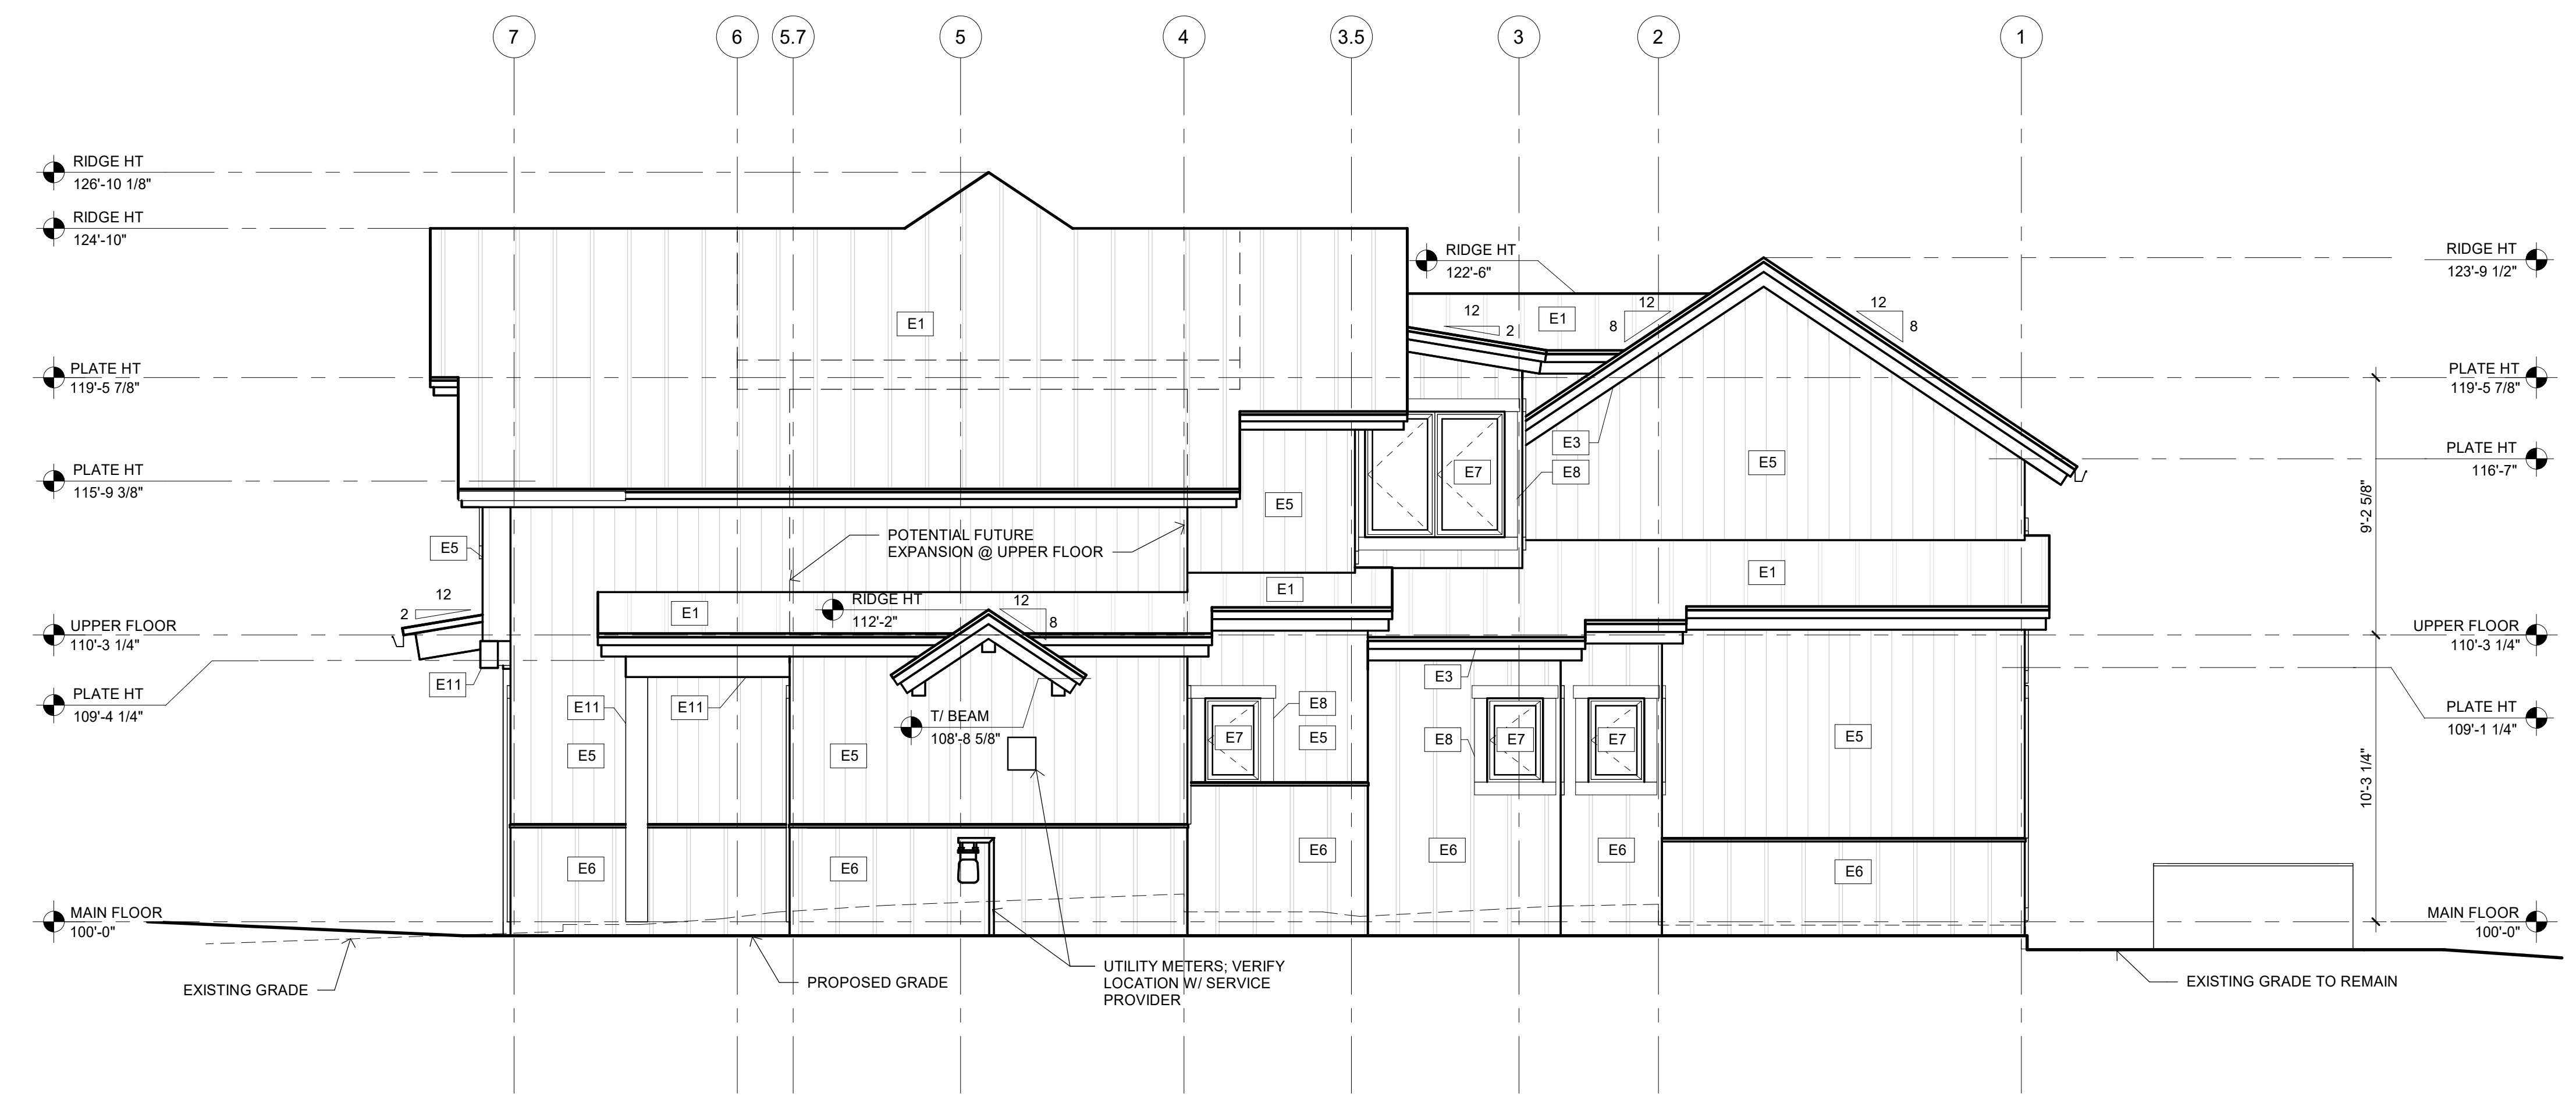 7
6
5.7
5
4
3.5
3
2
1
RIDGE HT
126'-10 1/8"
RIDGE HT
124'-10"
RIDGE HT
122'-6"
RIDGE HT
123'-9 1/2"
12
8
12
8
12
2
E1
E1
PLATE HT
119'-5 7/8"
PLATE HT
119'-5 7/8"
E3
E8
E7
E5
PLATE HT
116'-7"
PLATE HT
115'-9 3/8"
E5
9'-2 5/8"
POTENTIAL FUTURE
EXPANSION @ UPPER FLOOR
E5
E1
E1
E1
12
2
RIDGE HT
112'-2"
12
8
UPPER FLOOR
110'-3 1/4"
UPPER FLOOR
110'-3 1/4"
E11
E3
PLATE HT
109'-4 1/4"
E11
E11
E8
PLATE HT
109'-1 1/4"
T/ BEAM
108'-8 5/8"
E5
E5
E7
E5
E8
E7
E7
E5
10'-3 1/4"
E6
E6
E6
E6
E6
E6
MAIN FLOOR
100'-0"
MAIN FLOOR
100'-0"
EXISTING GRADE
PROPOSED GRADE
UTILITY METERS; VERIFY
LOCATION W/ SERVICE
PROVIDER
EXISTING GRADE TO REMAIN